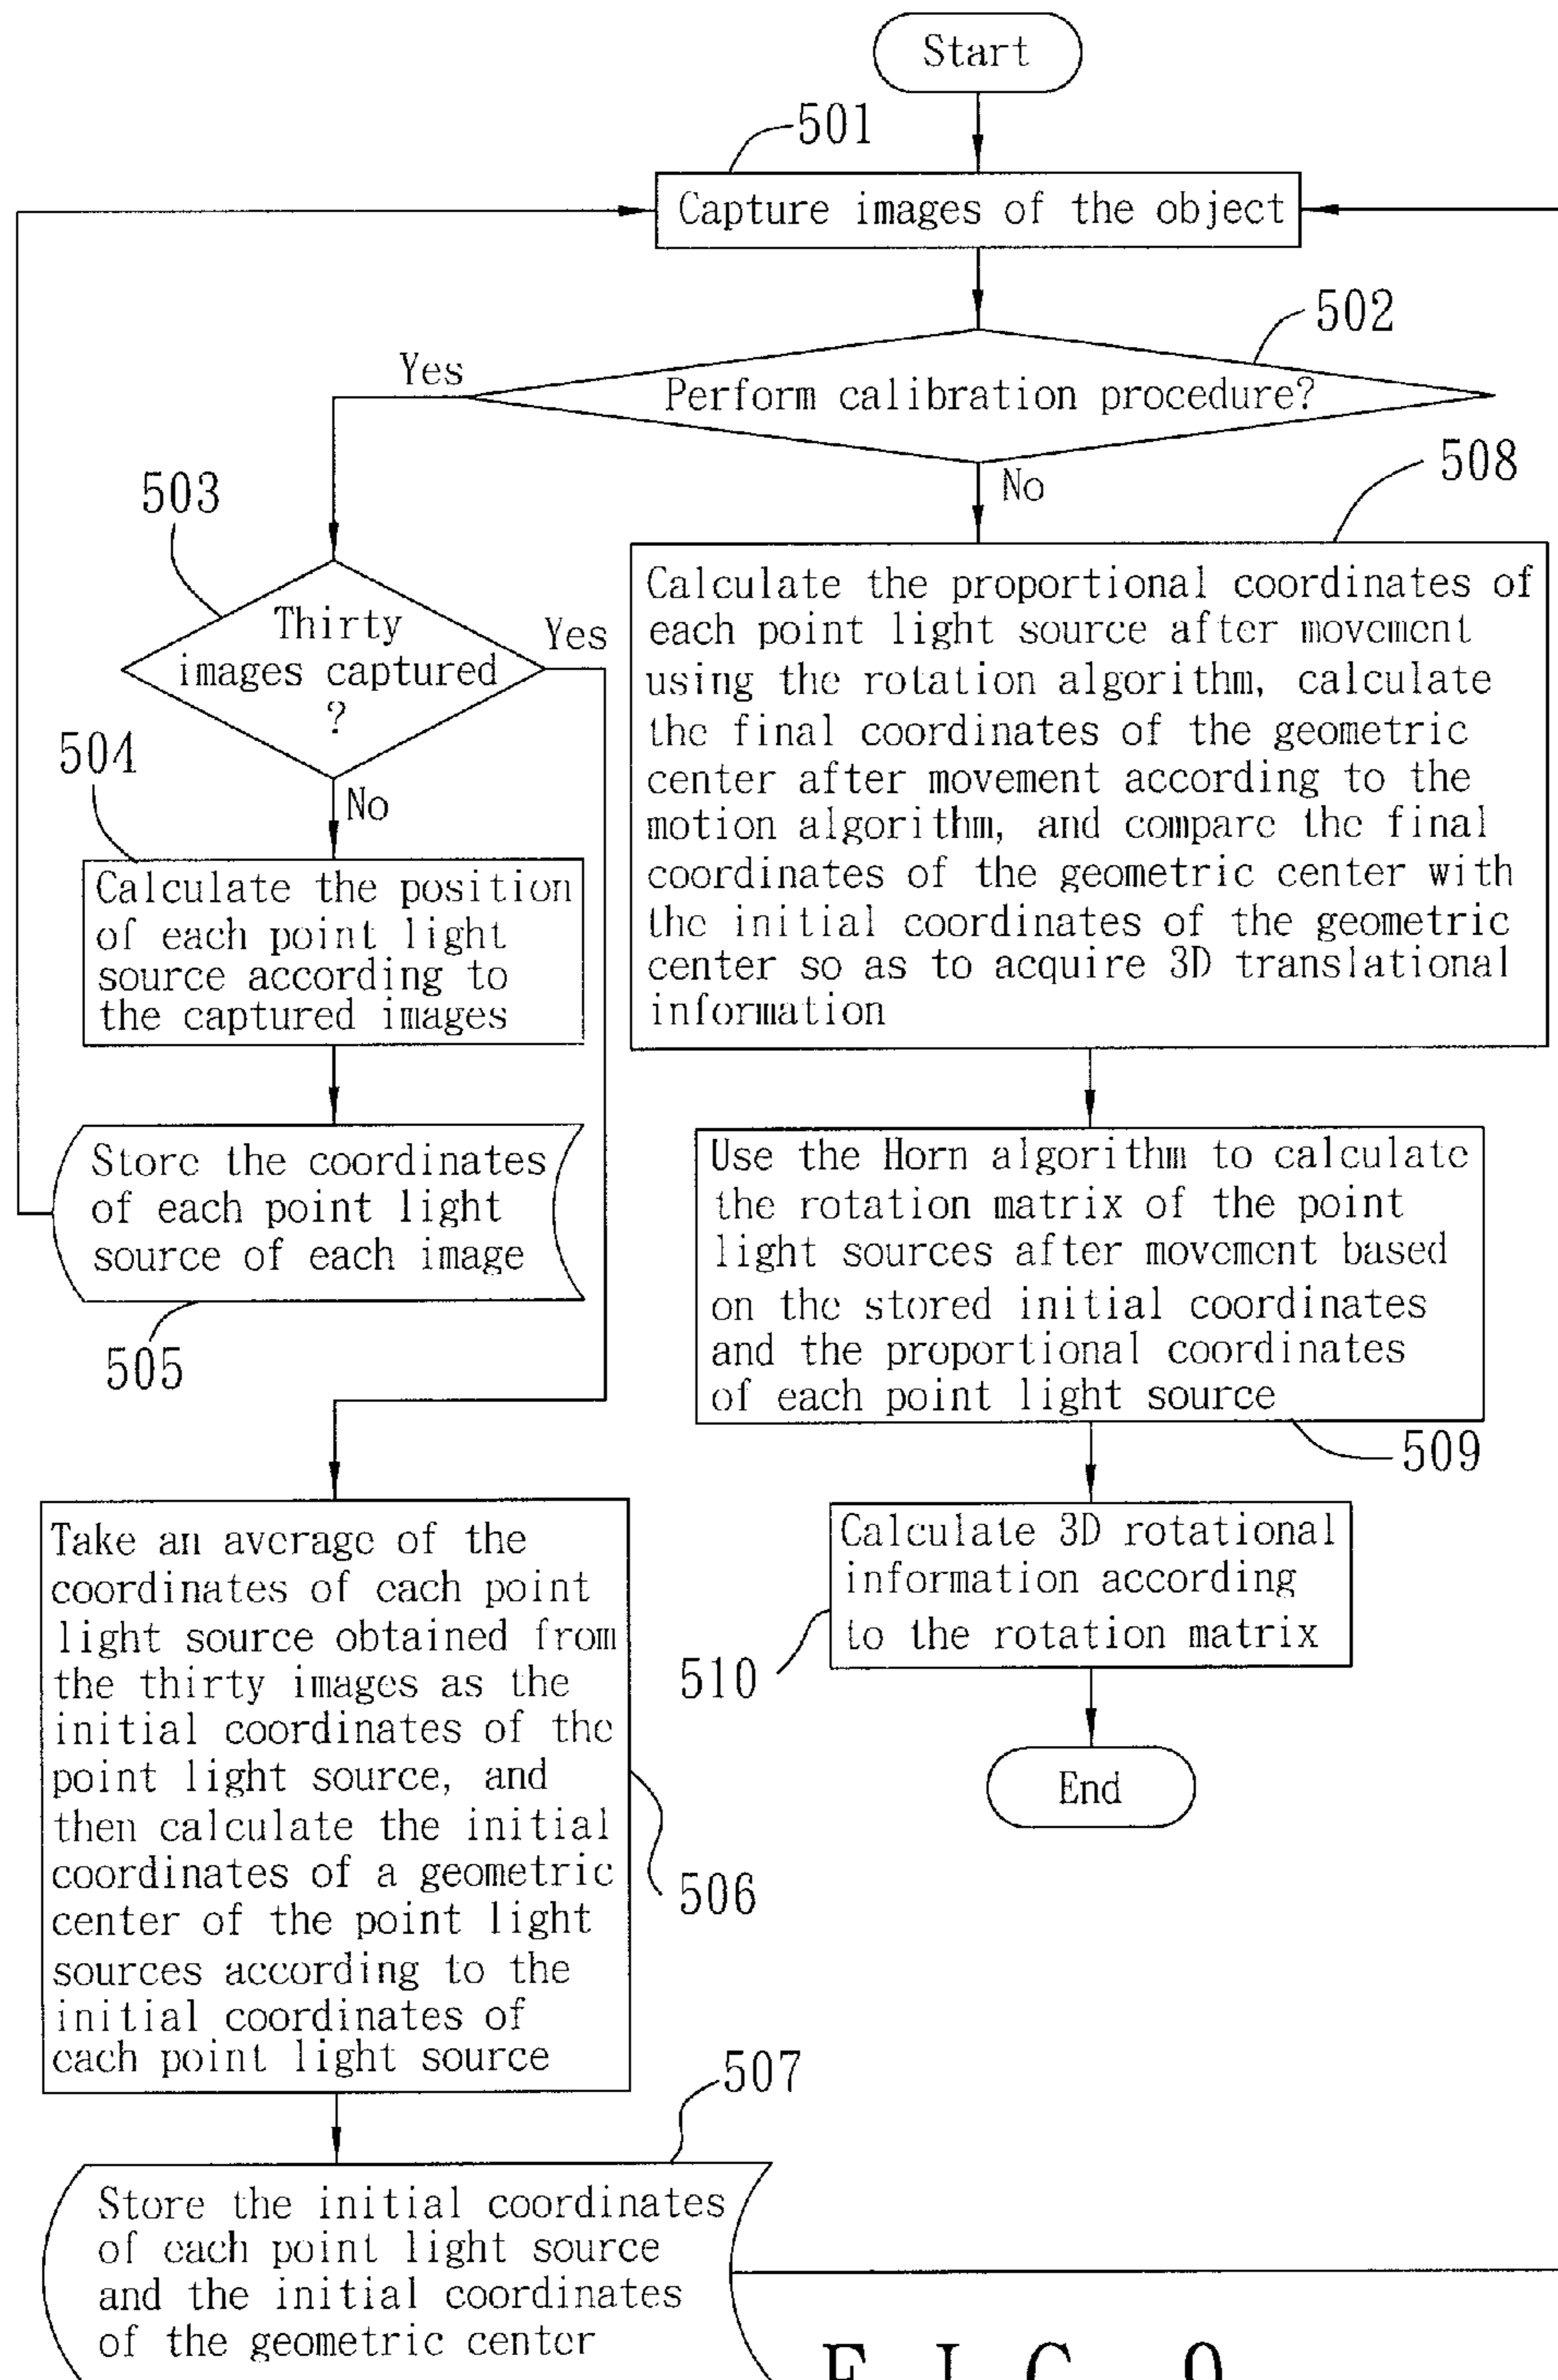 Start
501
Capture images of the object
502
Yes
Perform calibration procedure?
No
503
Thirty
images captured
?
Yes
No
504
Calculate the position
of each point light
source according to
the captured images
Store the coordinates
of each point light
source of each image
505
508
Calculate the proportional coordinates of
each point light source after movement
using the rotation algorithm, calculate
the final coordinates of the geometric
center after movement according to the
motion algorithm, and compare the final
coordinates of the geometric center with
the initial coordinates of the geometric
center so as to acquire 3D translational
information
Use the Horn algorithm to calculate
the rotation matrix of the point
light sources after movement based
on the stored initial coordinates
and the proportional coordinates
of each point light source
509
Calculate 3D rotational
information according
to the rotation matrix
510
End
Take an average of the
coordinates of each point
light source obtained from
the thirty images as the
initial coordinates of the
point light source, and
then calculate the initial
coordinates of a geometric
center of the point light
sources according to the
initial coordinates of
each point light source
506
507
Store the initial coordinates
of each point light source
and the initial coordinates
of the geometric center